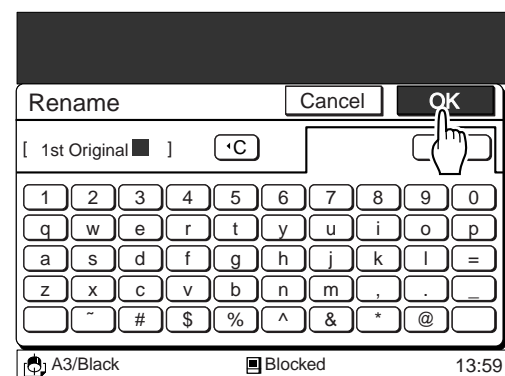 Rename Cancel OK
[ 1st Original ] C
1 2 3 4 5 6 7 8 9 0
q w e r t y u i o p
a s d f g h j k l =
z x c v b n m , . _
~ # $ % ^ & * @
A3/Black Blocked 13:59